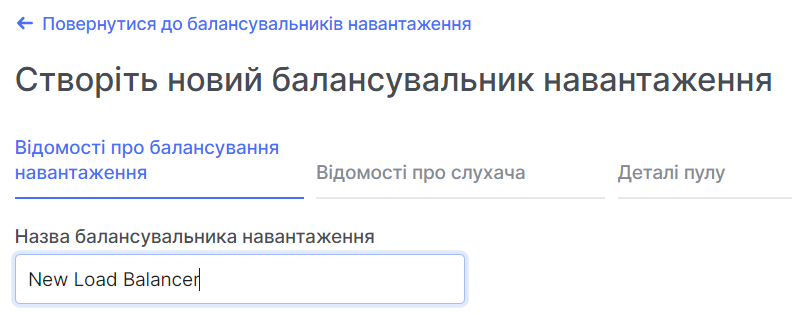 Повернутися до балансувальників навантаження
Створіть новий балансувальник навантаження
Відомості про балансування
навантаження
Відомості про слухача
Деталі пулу
Назва балансувальника навантаження
New Load Balancer